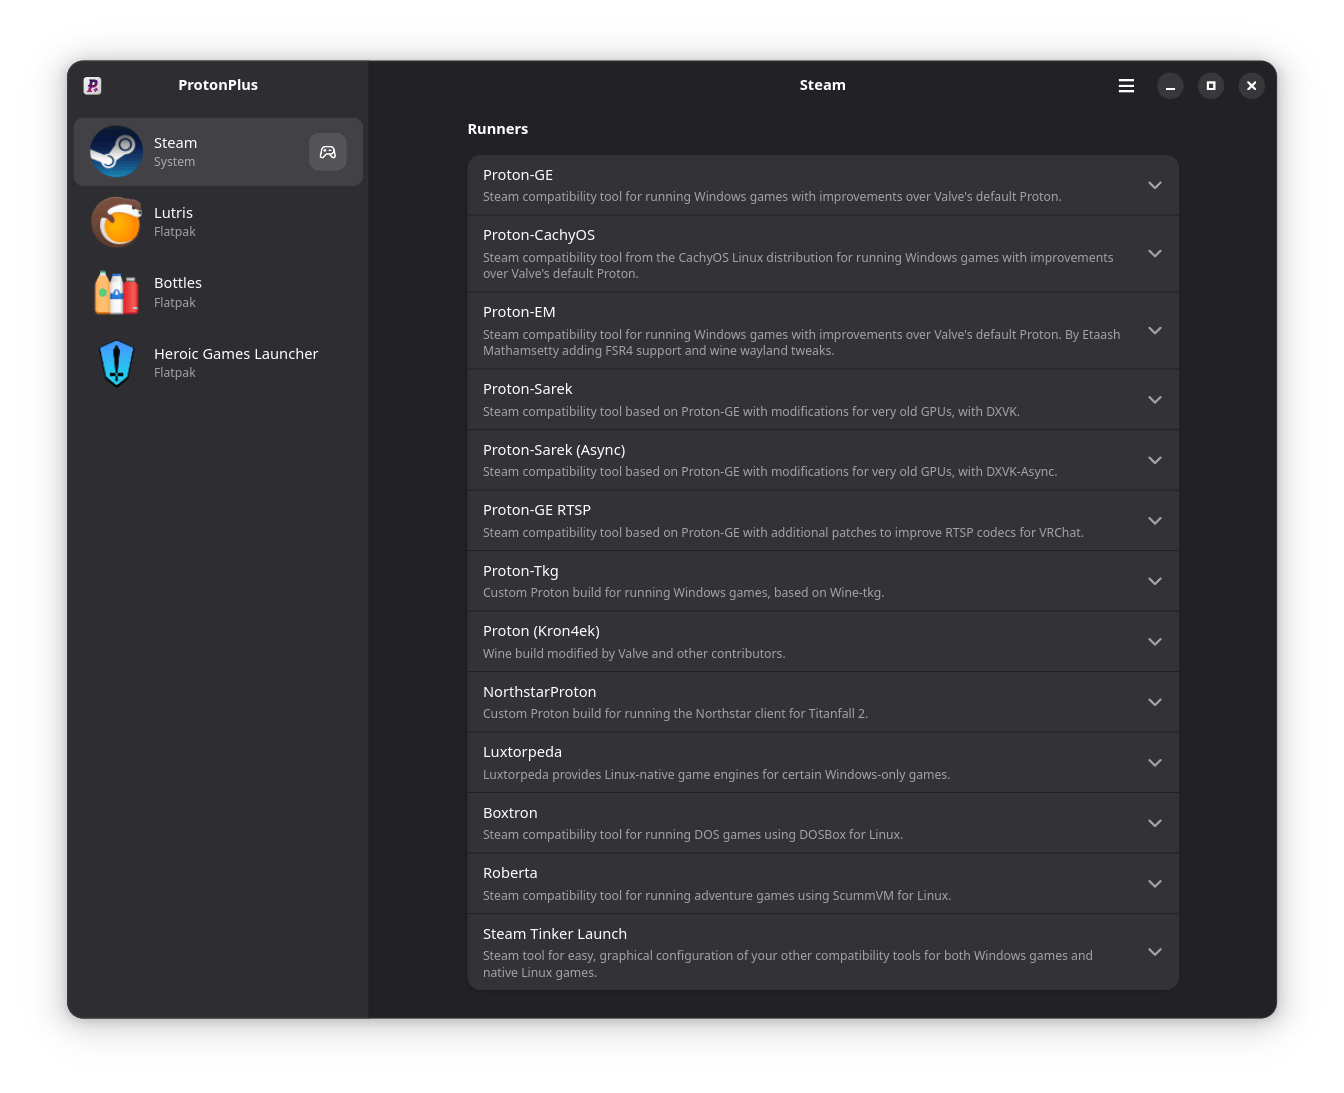 ProtonPlus
Steam
System
Lutris
Flatpak
Bottles
Flatpak
Heroic Games Launcher
Flatpak
Steam
Runners
Proton-GE
Steam compatibility tool for running Windows games with improvements over Valve's default Proton.
Proton-CachyOS
Steam compatibility tool from the CachyOS Linux distribution for running Windows games with improvements
over Valve's default Proton.
Proton-EM
Steam compatibility tool for running Windows games with improvements over Valve's default Proton. By Etaash
Mathamsetty adding FSR4 support and wine wayland tweaks.
Proton-Sarek
Steam compatibility tool based on Proton-GE with modifications for very old GPUs, with DXVK.
Proton-Sarek (Async)
Steam compatibility tool based on Proton-GE with modifications for very old GPUs, with DXVK-Async.
Proton-GE RTSP
Steam compatibility tool based on Proton-GE with additional patches to improve RTSP codecs for VRChat.
Proton-Tkg
Custom Proton build for running Windows games, based on Wine-tkg.
Proton (Kron4ek)
Wine build modified by Valve and other contributors.
NorthstarProton
Custom Proton build for running the Northstar client for Titanfall 2.
Luxtorpeda
Luxtorpeda provides Linux-native game engines for certain Windows-only games.
Boxtron
Steam compatibility tool for running DOS games using DOSBox for Linux.
Roberta
Steam compatibility tool for running adventure games using ScummVM for Linux.
Steam Tinker Launch
Steam tool for easy, graphical configuration of your other compatibility tools for both Windows games and
native Linux games.